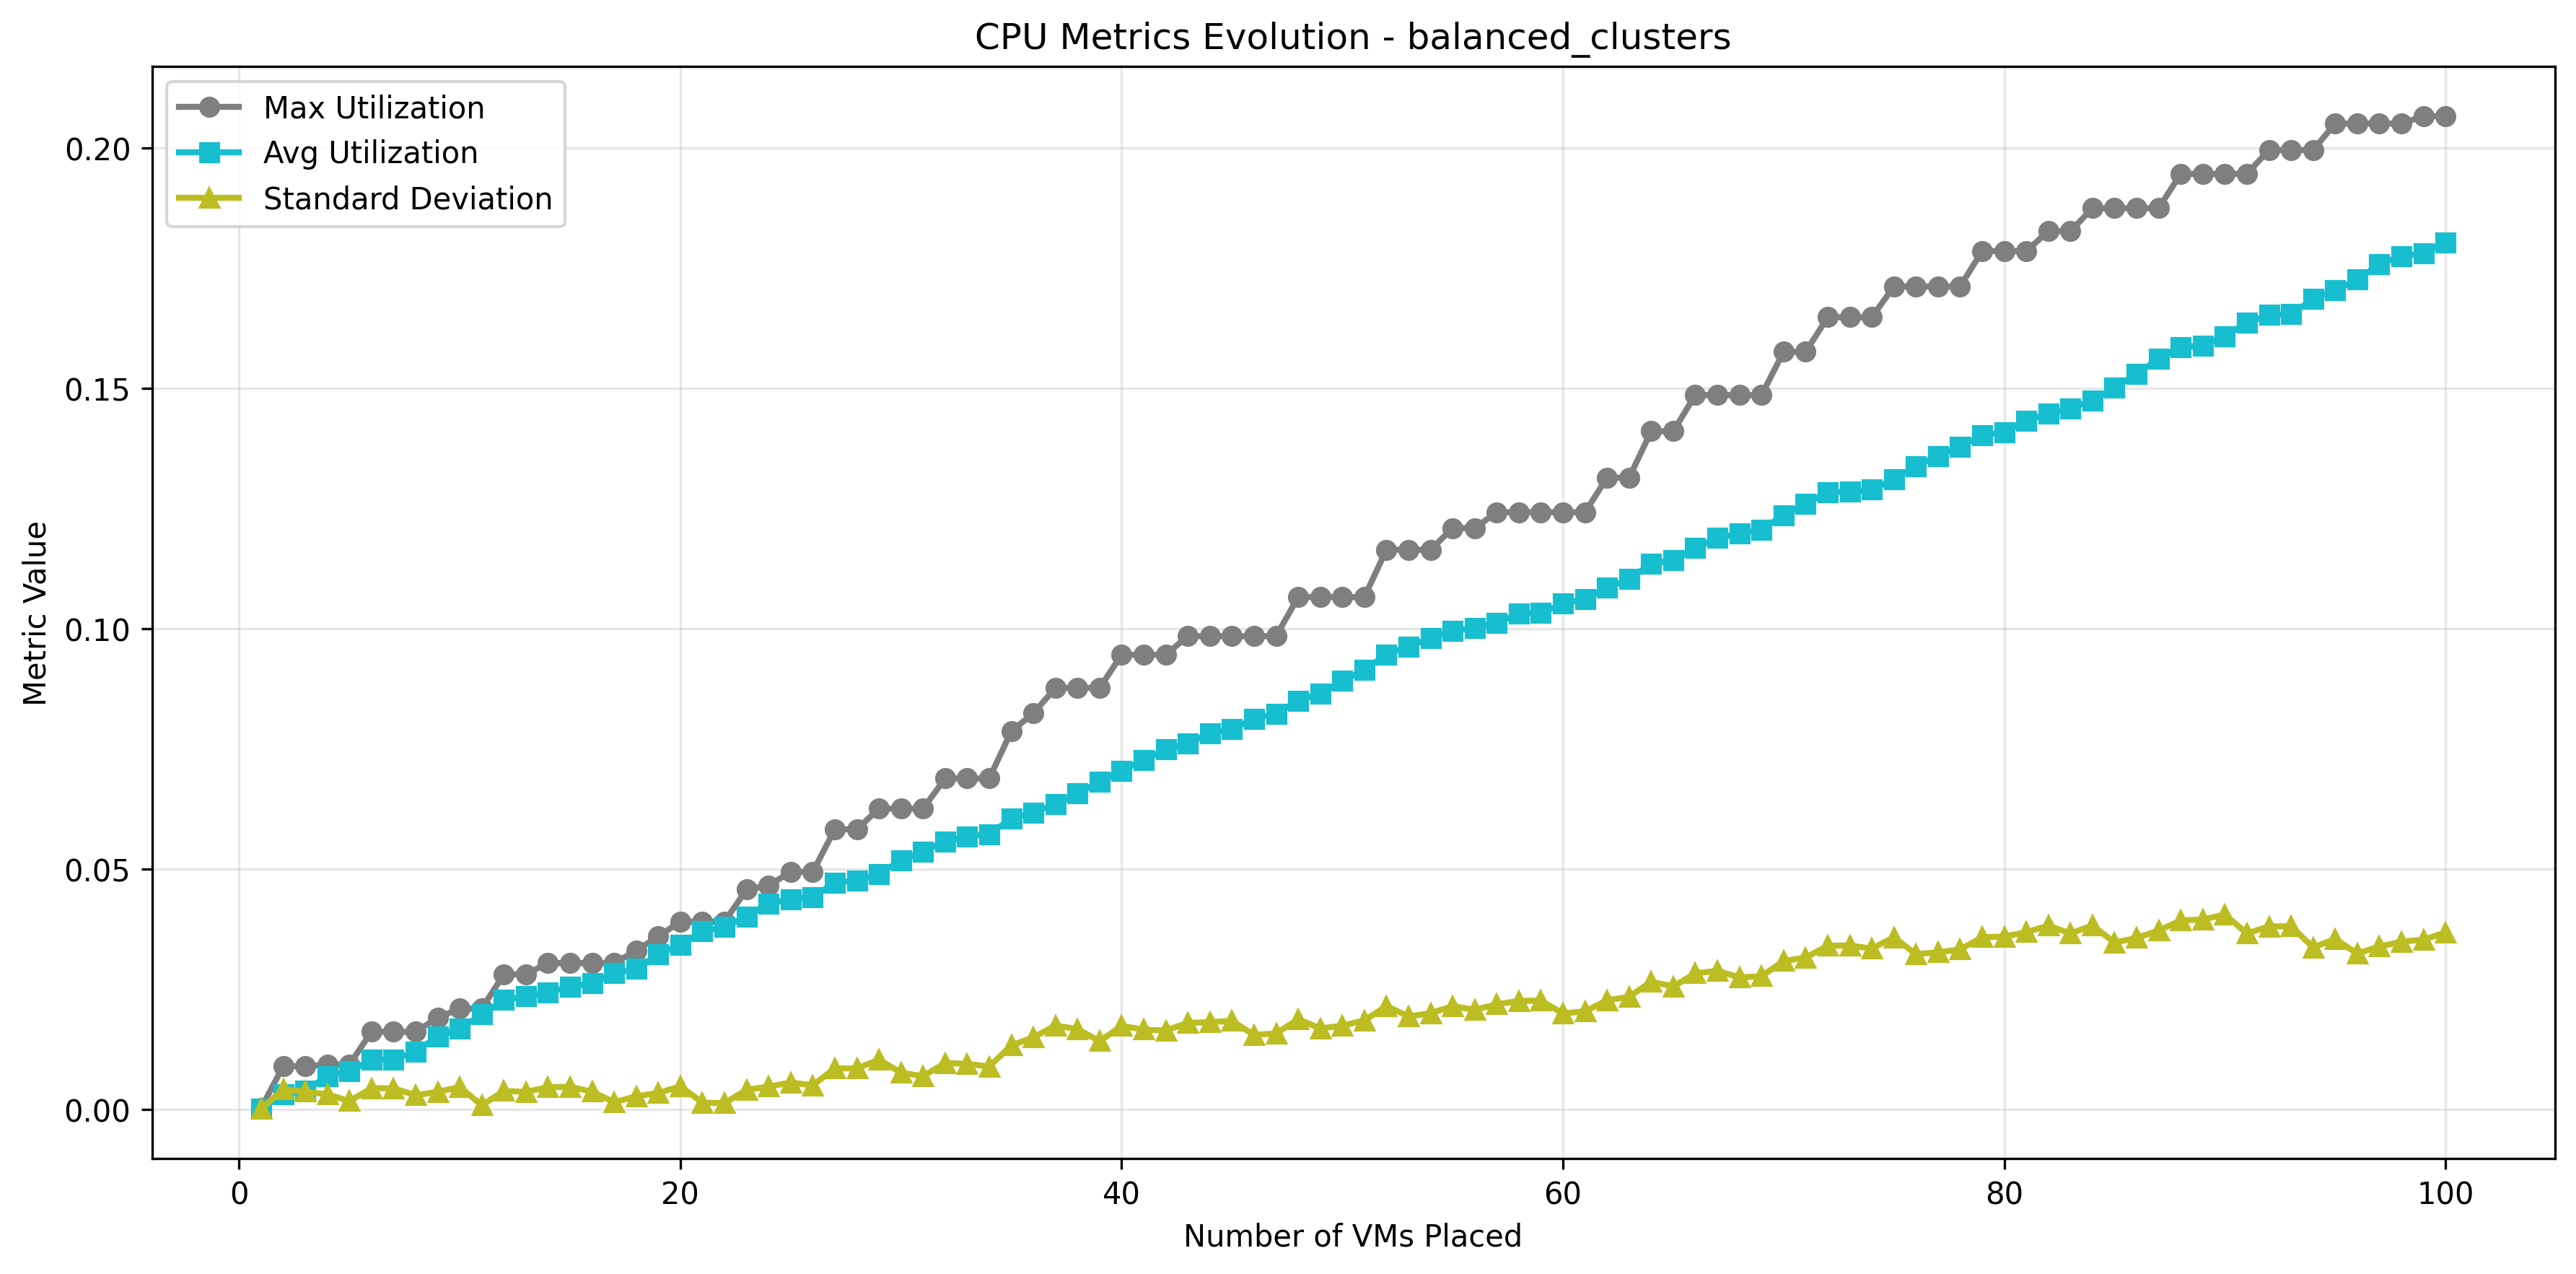 CPU Metrics Evolution - balanced_clusters
Max Utilization
Avg Utilization
Standard Deviation
Metric Value
0.20
0.15
0.10
0.05
0.00
0 20 40 60 80 100
Number of VMs Placed